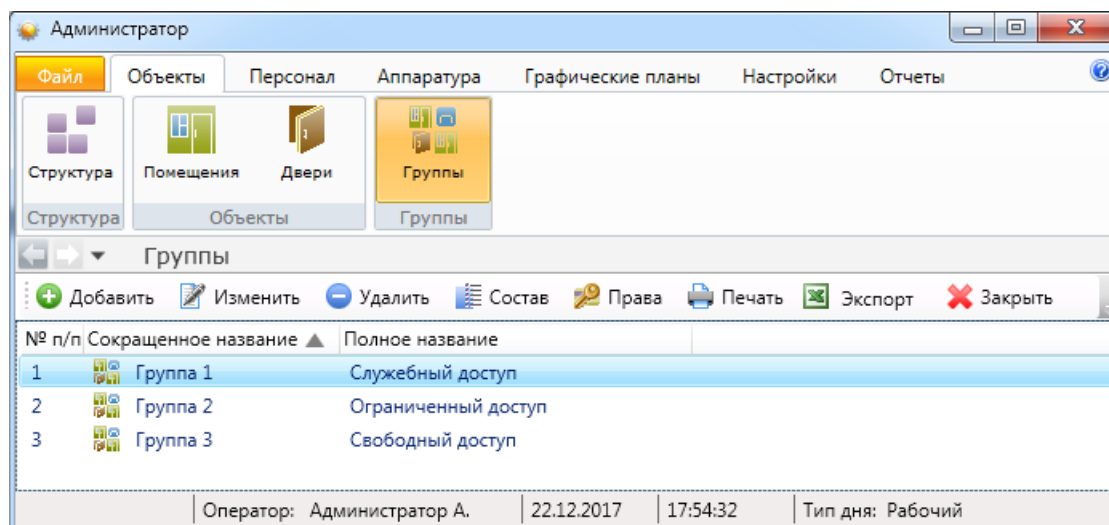 Администратор
Файл Объекты Персонал Аппаратура Графические планы Настройки Отчеты
Структура Помещения Двери Группы
Структура Объекты Группы
Группы
Добавить Изменить Удалить Состав Права Печать Экспорт Закрыть
№ п/п Сокращенное название Полное название
1 Группа 1 Служебный доступ
2 Группа 2 Ограниченный доступ
3 Группа 3 Свободный доступ
Оператор: Администратор А. 22.12.2017 17:54:32 Тип дня: Рабочий